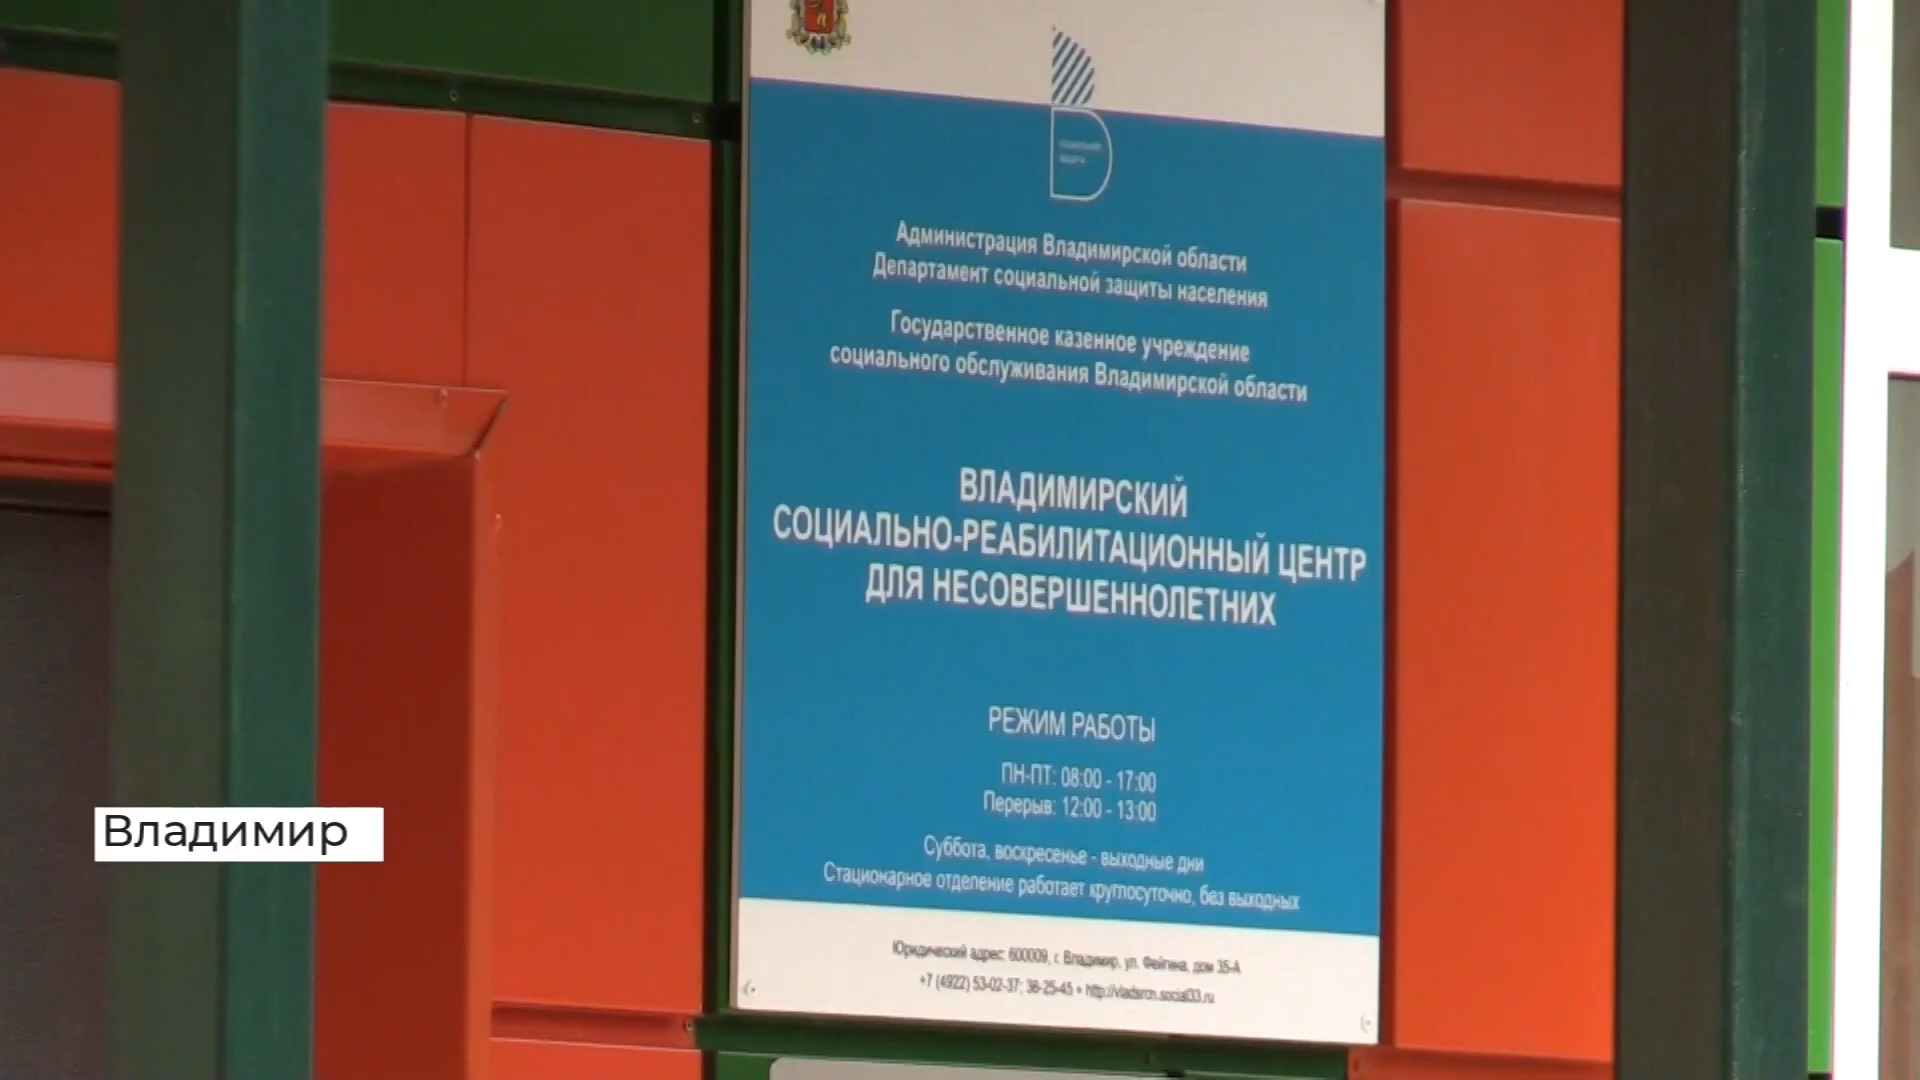 Администрация Владимирской области
Департамент социальной защиты населения
Государственное казенное учреждение
социального обслуживания Владимирской области
ВЛАДИМИРСКИЙ
СОЦИАЛЬНО-РЕАБИЛИТАЦИОННЫЙ ЦЕНТР
ДЛЯ НЕСОВЕРШЕННОЛЕТНИХ
РЕЖИМ РАБОТЫ
ПН-ПТ: 08:00 - 17:00
Перерыв: 12:00 - 13:00
Суббота, воскресенье - выходные дни
Стационарное отделение работает круглосуточно, без выходных
Юридический адрес: 600009, г. Владимир, ул. Фейгина, дом 35-А
+7 (4922) 53-02-37; 36-25-45 • http://vladsrcn.social33.ru
Владимир